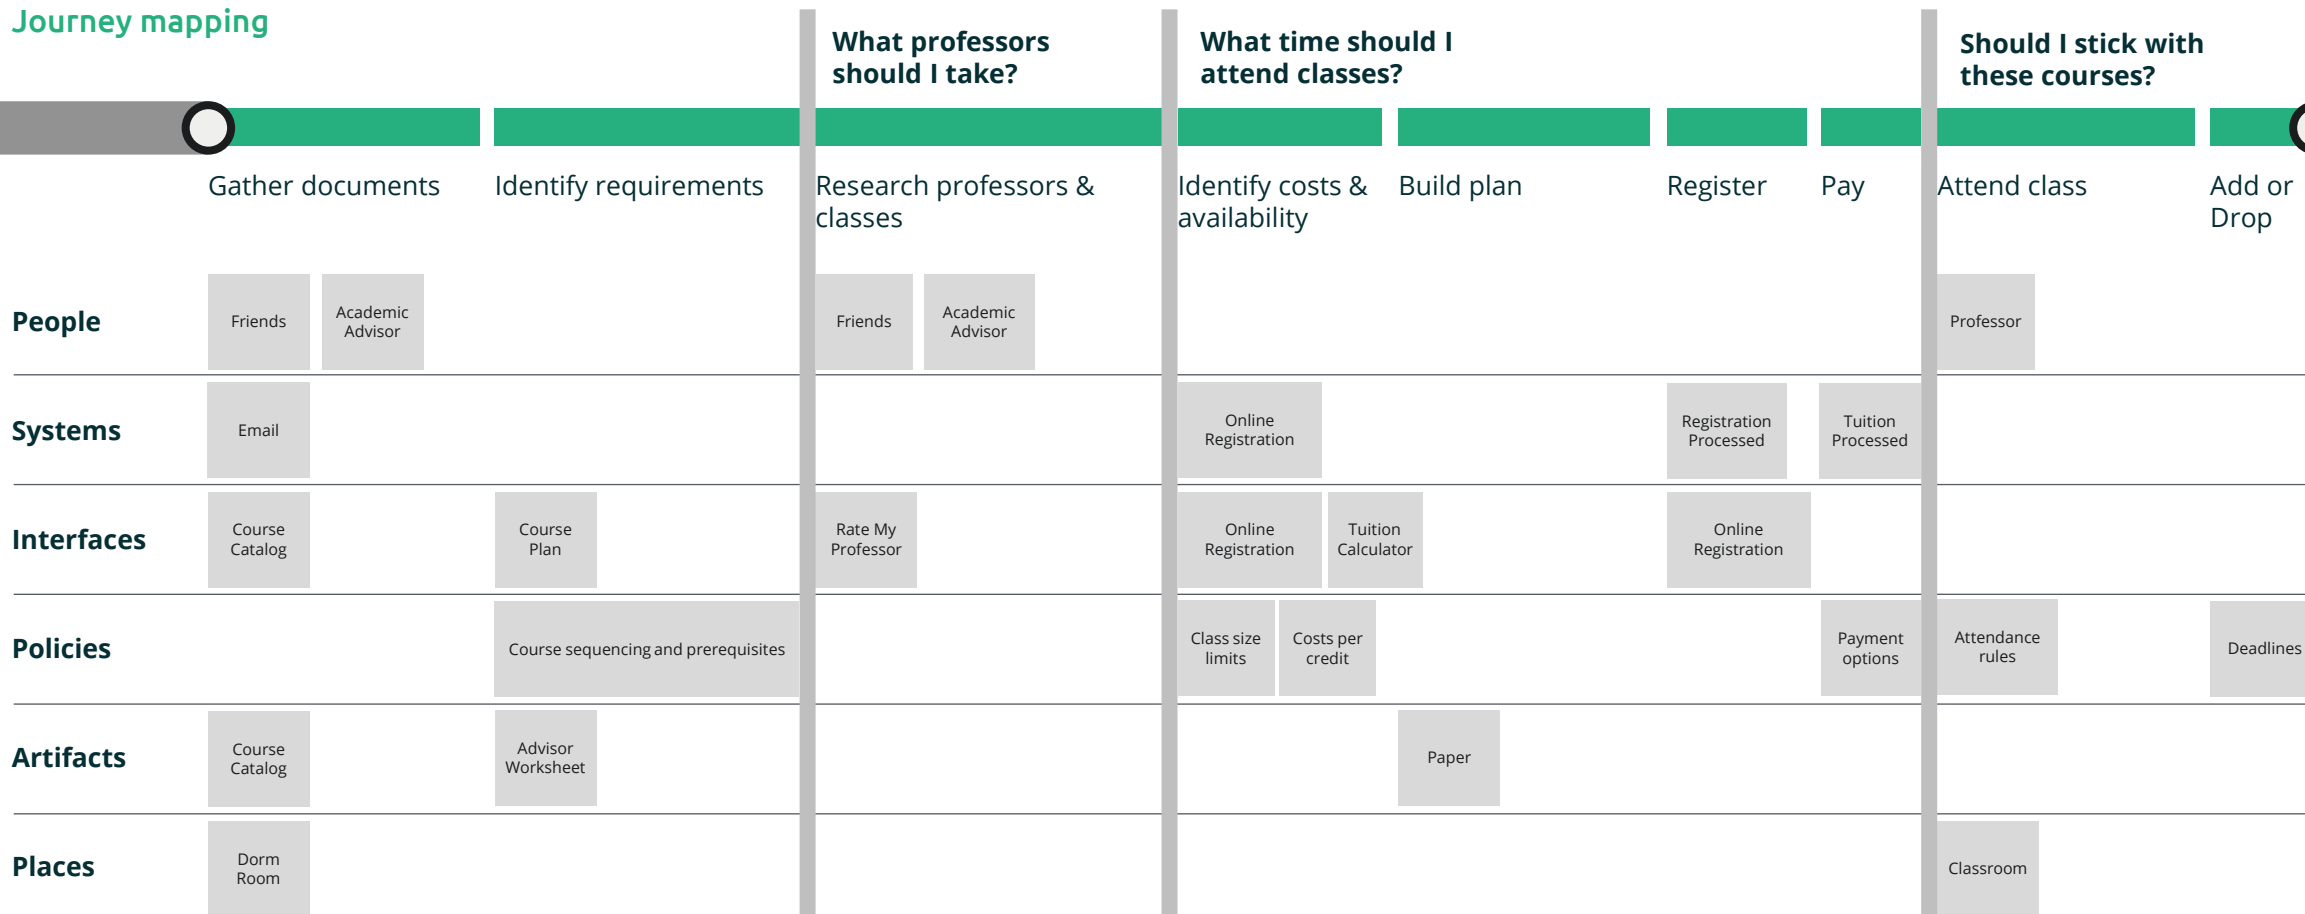 Journey mapping
What professors
should I take?
What time should I
attend classes?
Should I stick with
these courses?
Gather documents
Identify requirements
Research professors &
classes
Identify costs &
availability
Build plan
Register
Pay
Attend class
Add or
Drop
People
Friends
Academic
Advisor
Friends
Academic
Advisor
Professor
Systems
Email
Online
Registration
Registration
Processed
Tuition
Processed
Interfaces
Course
Catalog
Course
Plan
Rate My
Professor
Online
Registration
Tuition
Calculator
Online
Registration
Policies
Course sequencing and prerequisites
Class size
limits
Costs per
credit
Payment
options
Attendance
rules
Deadlines
Artifacts
Course
Catalog
Advisor
Worksheet
Paper
Places
Dorm
Room
Classroom